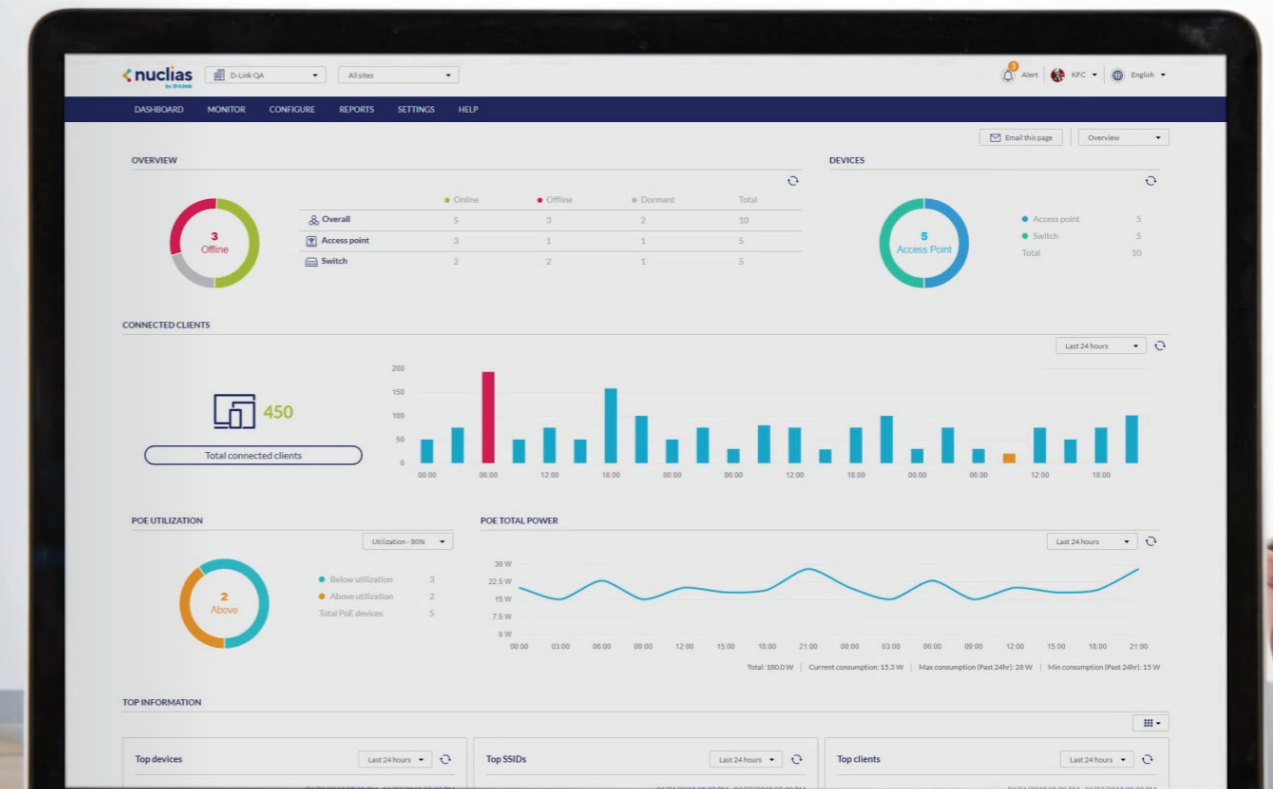 nuclias
by D-Link
D-Link QA
All sites
3
Alert
KFC
English
DASHBOARD MONITOR CONFIGURE REPORTS SETTINGS HELP
Email this page
Overview
OVERVIEW
Online Offline Dormant Total
Overall 5 3 2 10
Access point 3 1 1 5
Switch 2 2 1 5
3
Offline
DEVICES
5
Access Point
Access point 5
Switch 5
Total 10
CONNECTED CLIENTS
Last 24 hours
450
Total connected clients
200
150
100
50
0
00:00 06:00 12:00 18:00 00:00 06:00 12:00 18:00 00:00 06:00 12:00 18:00
POE UTILIZATION
Utilization - 80%
2
Above
Below utilization 3
Above utilization 2
Total PoE devices 5
POE TOTAL POWER
Last 24 hours
30 W
22.5 W
15 W
7.5 W
0 W
00:00 03:00 06:00 09:00 12:00 15:00 18:00 21:00 00:00 03:00 06:00 09:00 12:00 15:00 18:00 21:00
Total: 180.0 W | Current consumption: 15.3 W | Max consumption (Past 24hr): 28 W | Min consumption (Past 24hr): 15 W
TOP INFORMATION
Top devices
Last 24 hours
Top SSIDs
Last 24 hours
Top clients
Last 24 hours